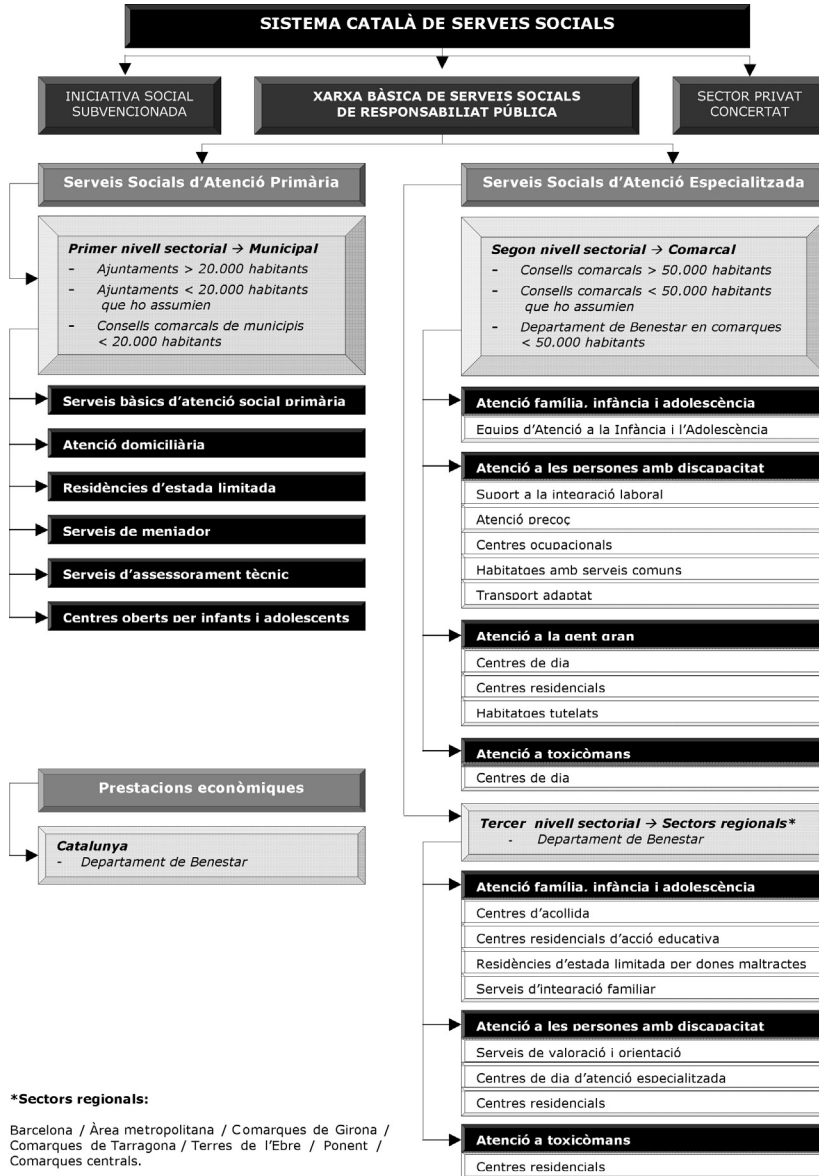 SISTEMA CATALÀ DE SERVEIS SOCIALS
INICIATIVA SOCIAL
SUBVENCIONADA
XARXA BÀSICA DE SERVEIS SOCIALS
DE RESPONSABILIAT PÚBLICA
SECTOR PRIVAT
CONCERTAT
Serveis Socials d'Atenció Primària
Primer nivell sectorial → Municipal
- Ajuntaments > 20.000 habitants
- Ajuntaments < 20.000 habitants
que ho assumien
- Consells comarcals de municipis
< 20.000 habitants
Serveis bàsics d'atenció social primària
Atenció domiciliària
Residències d'estada limitada
Serveis de menjador
Serveis d'assessorament tècnic
Centres oberts per infants i adolescents
Prestacions econòmiques
Catalunya
- Departament de Benestar
Serveis Socials d'Atenció Especialitzada
Segon nivell sectorial → Comarcal
- Consells comarcals > 50.000 habitants
- Consells comarcals < 50.000 habitants
que ho assumien
- Departament de Benestar en comarques
< 50.000 habitants
Atenció família, infància i adolescència
Equips d'Atenció a la Infància i l'Adolescència
Atenció a les persones amb discapacitat
Suport a la integració laboral
Atenció precoç
Centres ocupacionals
Habitatges amb serveis comuns
Transport adaptat
Atenció a la gent gran
Centres de dia
Centres residencials
Habitatges tutelats
Atenció a toxicòmans
Centres de dia
Tercer nivell sectorial → Sectors regionals*
- Departament de Benestar
Atenció família, infància i adolescència
Centres d'acollida
Centres residencials d'acció educativa
Residències d'estada limitada per dones maltractes
Serveis d'integració familiar
Atenció a les persones amb discapacitat
Serveis de valoració i orientació
Centres de dia d'atenció especialitzada
Centres residencials
Atenció a toxicòmans
Centres residencials
*Sectors regionals:
Barcelona / Àrea metropolitana / Comarques de Girona /
Comarques de Tarragona / Terres de l'Ebre / Ponent /
Comarques centrals.